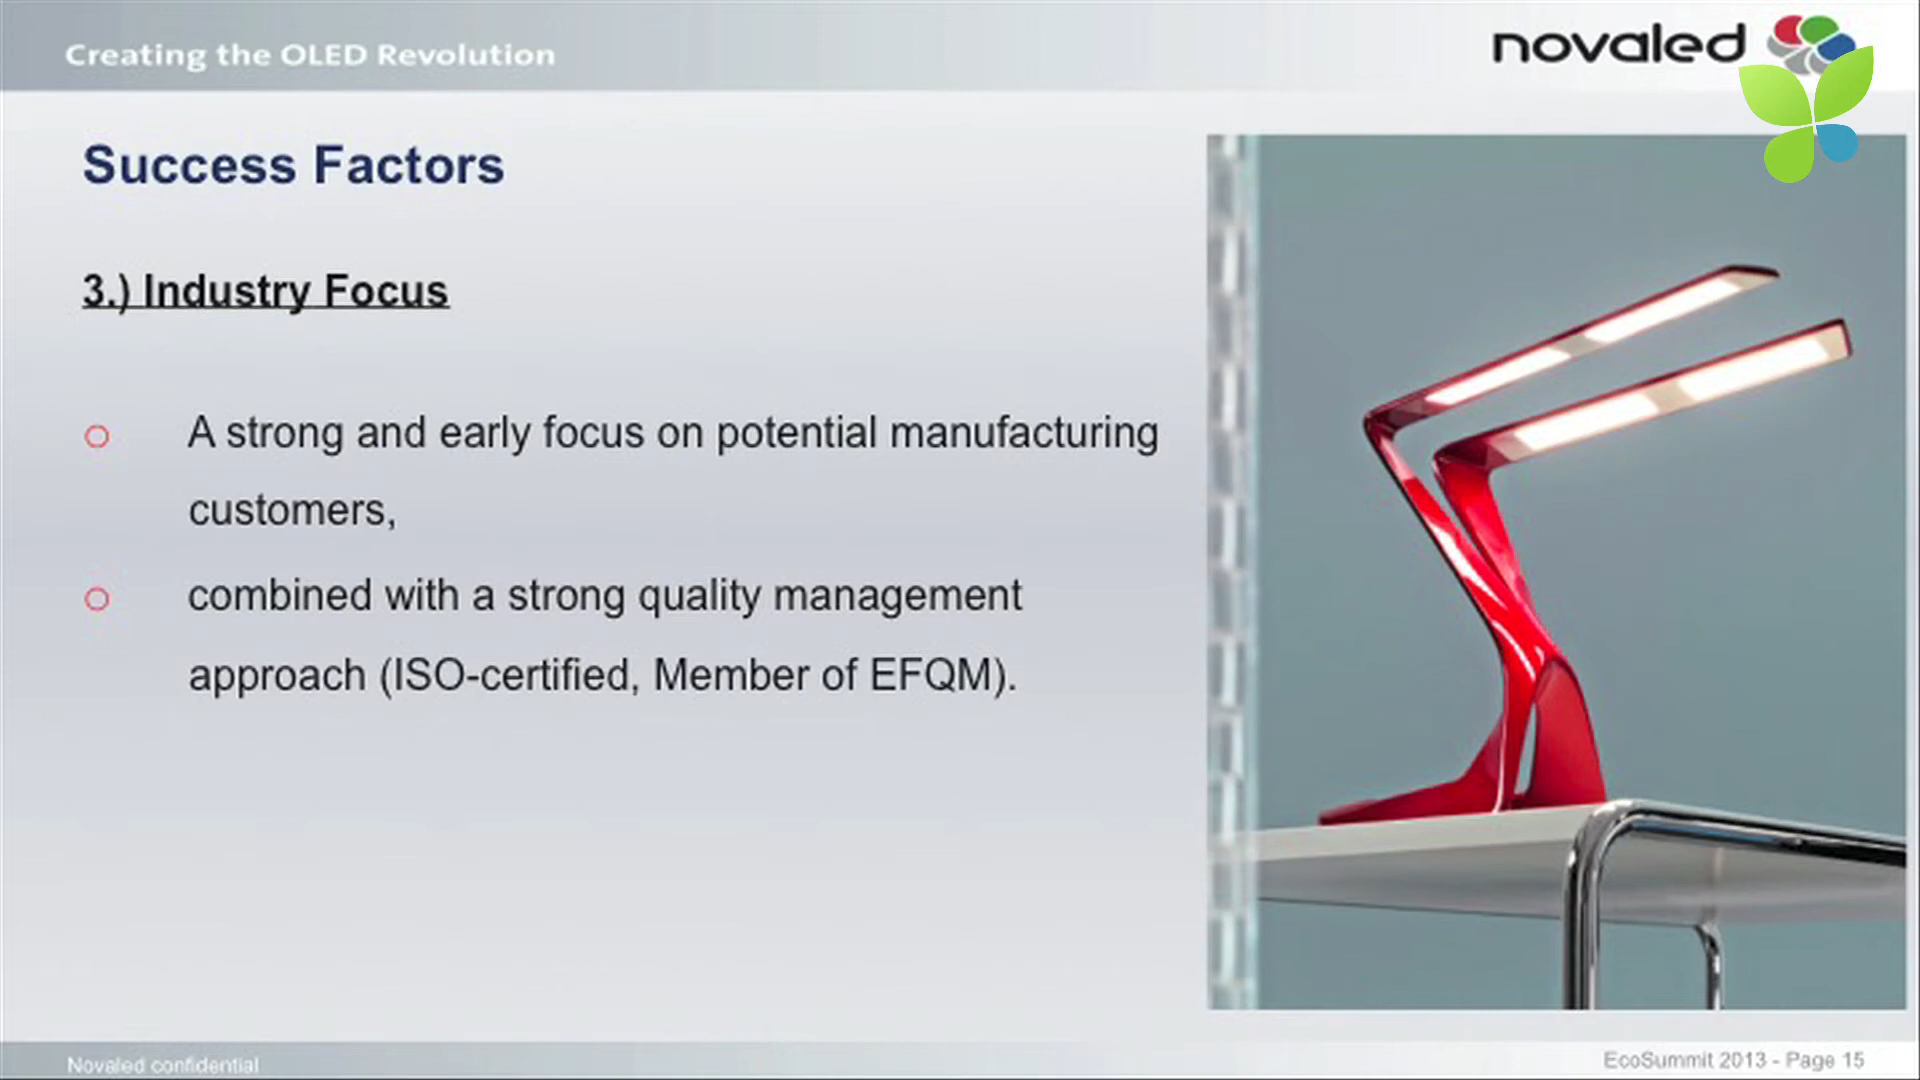 Creating the OLED Revolution
novaled
Success Factors
3.) Industry Focus
A strong and early focus on potential manufacturing
customers,
combined with a strong quality management
approach (ISO-certified, Member of EFQM).
Novaled confidential
EcoSummit 2013 - Page 15